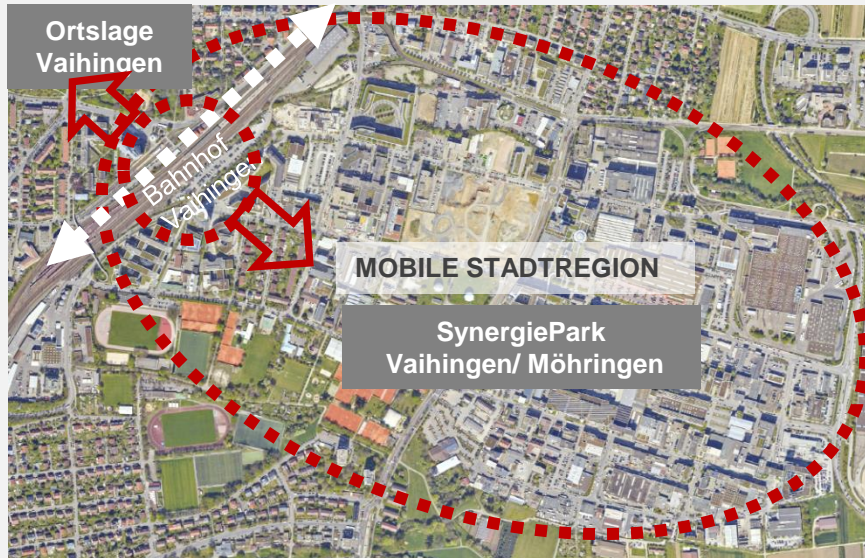 Ortslage
Vaihingen
Bahnhof
Vaihingen
MOBILE STADTREGION
SynergiePark
Vaihingen/ Möhringen